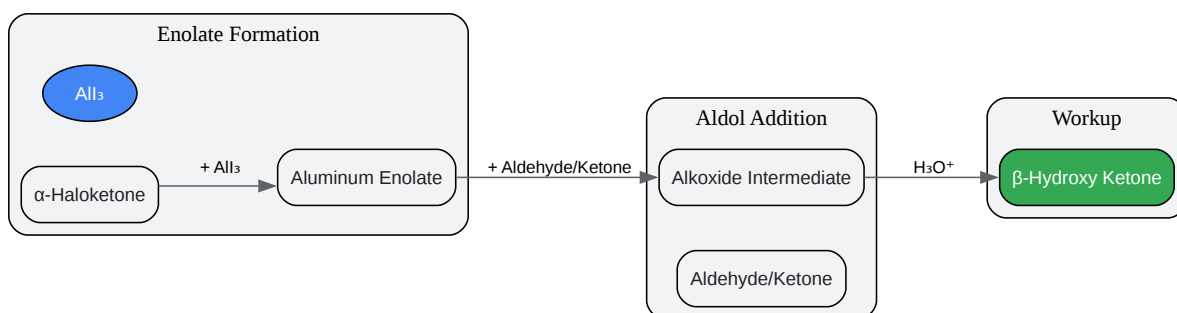 Enolate Formation
AlI₃
α-Haloketone
+ AlI₃
Aluminum Enolate
+ Aldehyde/Ketone
Aldol Addition
Alkoxide Intermediate
Aldehyde/Ketone
H₃O⁺
Workup
β-Hydroxy Ketone